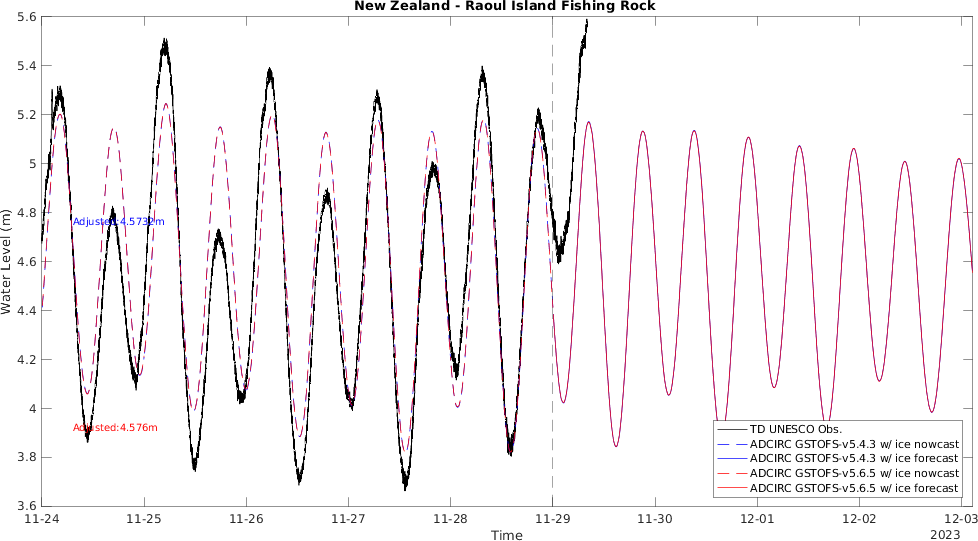 New Zealand - Raoul Island Fishing Rock
5.6
5.4
5.2
5
4.8
4.6
4.4
4.2
4
3.8
3.6
Water Level (m)
Adjusted:4.5732m
Adjusted:4.576m
TD UNESCO Obs.
ADCIRC GSTOFS-v5.4.3 w/ ice nowcast
ADCIRC GSTOFS-v5.4.3 w/ ice forecast
ADCIRC GSTOFS-v5.6.5 w/ ice nowcast
ADCIRC GSTOFS-v5.6.5 w/ ice forecast
11-24 11-25 11-26 11-27 11-28 11-29 11-30 12-01 12-02 12-03
Time
2023